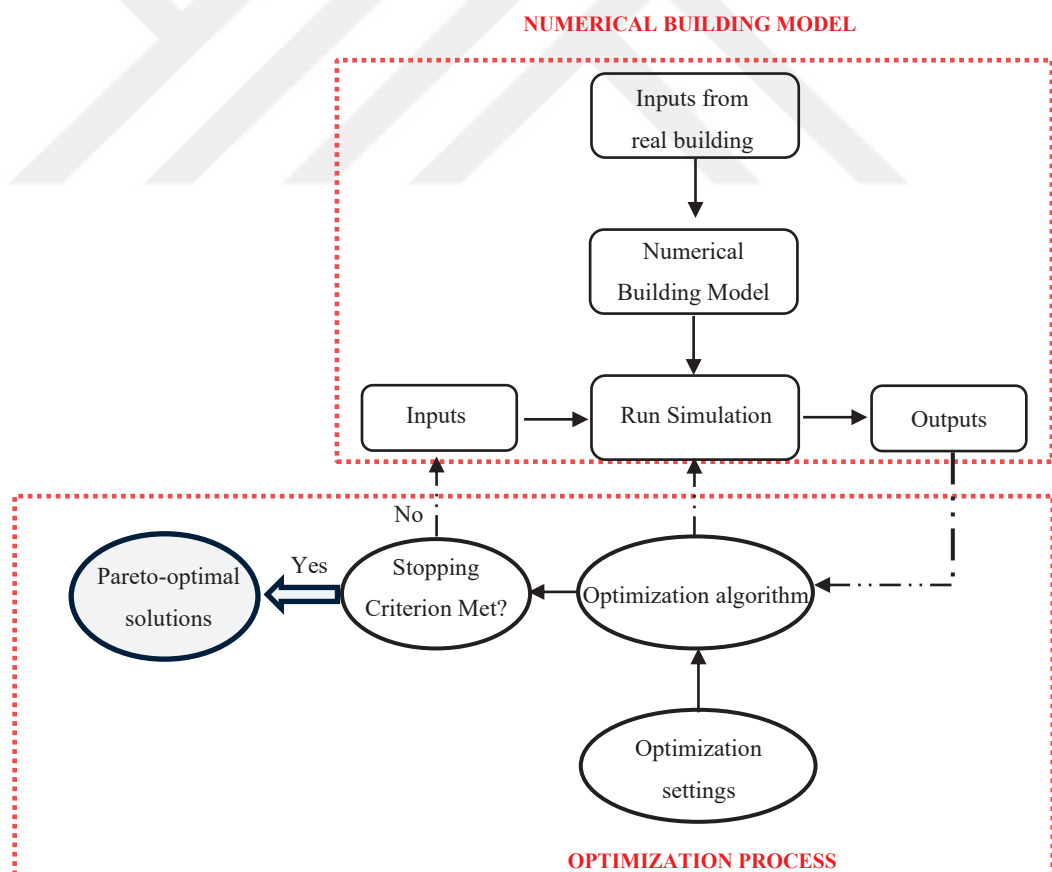 NUMERICAL BUILDING MODEL
Inputs from
real building
Numerical
Building Model
Inputs
Run Simulation
Outputs
No
Yes
Pareto-optimal
solutions
Stopping
Criterion Met?
Optimization algorithm
Optimization
settings
OPTIMIZATION PROCESS